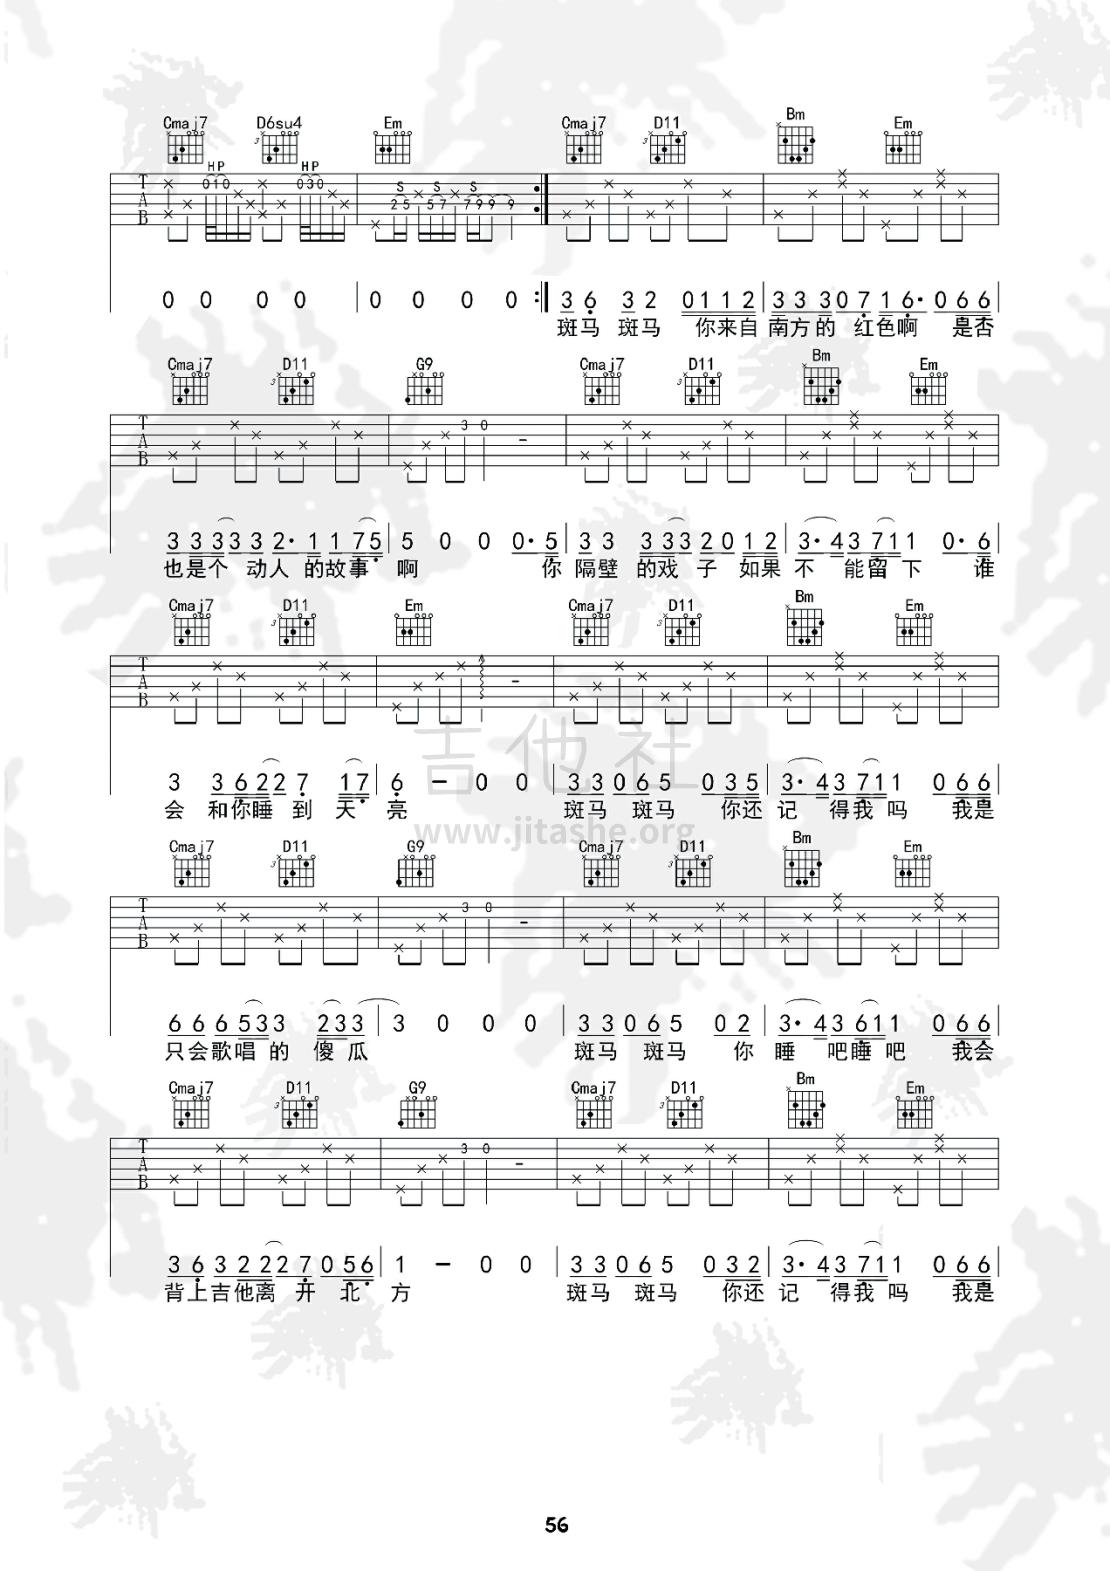 Cmaj7 D6su4 Em Cmaj7 D11 Bm Em
H P H P S S S
T A B 0 1 0 0 3 0 2 5 5 7 7 9 9 9
0 0 0 0 0 0 0 0 3 6 3 2 0 1 1 2 3 3 3 0 7 1 6· 0 6 6
斑马 斑马 你来自 南方的 红色啊 是否
Cmaj7 D11 G9 Cmaj7 D11 Bm Em
T A B 3 0 -
3 3 3 3 3 2· 1 1 7 5 5 0 0 0· 5 3 3 3 3 3 2 0 1 2 3· 4 3 7 1 1 0· 6
也是个 动人 的故事 啊 你 隔壁 的戏 子 如果 不 能留 下 谁
Cmaj7 D11 Em Cmaj7 D11 Bm Em
T A B -
3 3 6 2 2 7 1 7 6 - 0 0 3 3 0 6 5 0 3 5 3· 4 3 7 1 1 0 6 6
会 和你睡 到 天 亮 斑马 斑马 你还 记 得我 吗 我是
吉他社
www.jitashe.org
Cmaj7 D11 G9 Cmaj7 D11 Bm Em
T A B 3 0 -
6 6 6 5 3 3 2 3 3 3 0 0 0 3 3 0 6 5 0 2 3· 4 3 6 1 1 0 6 6
只会歌唱 的 傻 瓜 斑马 斑马 你 睡 吧睡 吧 我会
Cmaj7 D11 G9 Cmaj7 D11 Bm Em
T A B 3 0 -
3 6 3 2 2 2 7 0 5 6 1 - 0 0 3 3 0 6 5 0 3 2 3· 4 3 7 1 1 0 6 6
背上吉他离 开 北 方 斑马 斑马 你还 记 得我 吗 我是
56